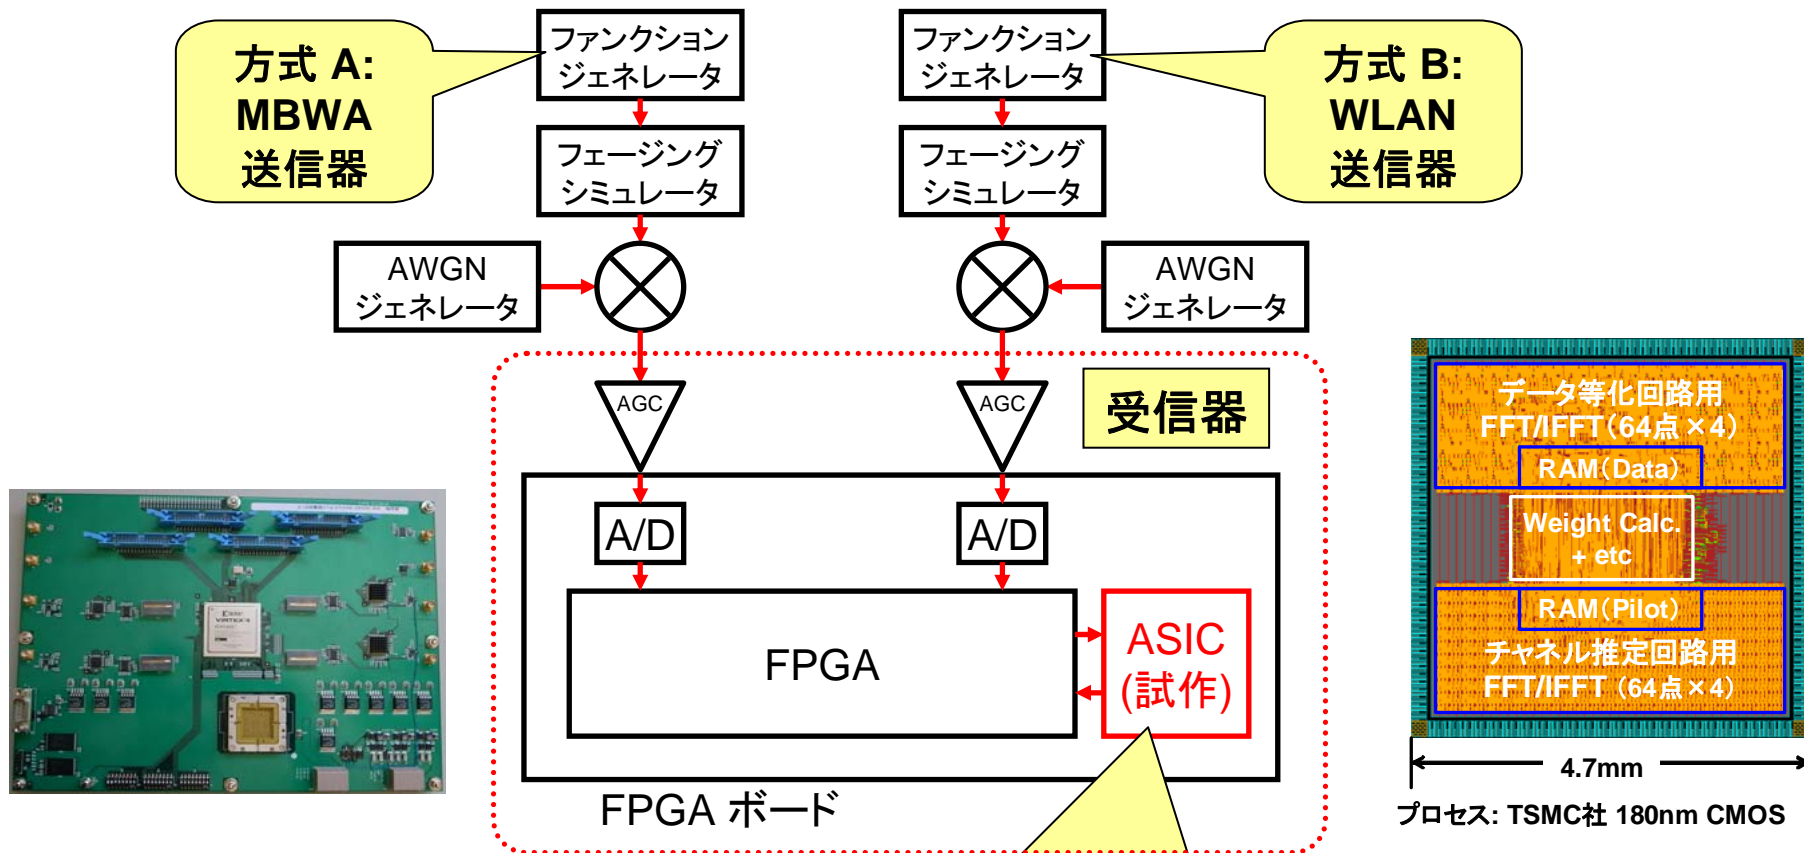 方式 A:
MBWA
送信器
ファンクション
ジェネレータ
ファンクション
ジェネレータ
方式 B:
WLAN
送信器
フェージング
シミュレータ
フェージング
シミュレータ
AWGN
ジェネレータ
AWGN
ジェネレータ
AGC
AGC
受信器
A/D
A/D
FPGA
ASIC
(試作)
FPGA ボード
XILINX
VIRTEX-4
データ等化回路用
FFT/IFFT(64点×4)
RAM(Data)
Weight Calc.
+ etc
RAM(Pilot)
チャネル推定回路用
FFT/IFFT (64点×4)
4.7mm
プロセス: TSMC社 180nm CMOS